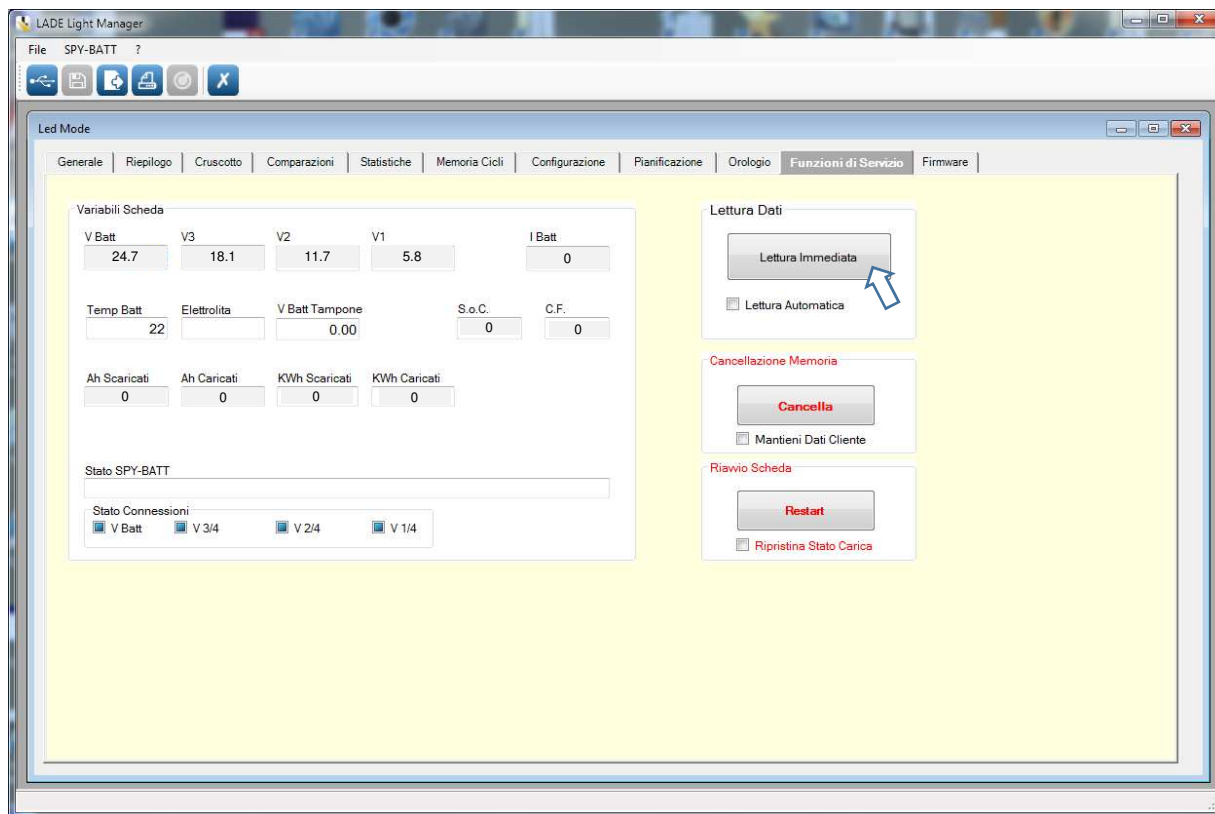 LADE Light Manager
File SPY-BATT ?
Led Mode
Generale Riepilogo Cruscotto Comparazioni Statistiche Memoria Cicli Configurazione Pianificazione Orologio Funzioni di Servizio Firmware
Variabili Scheda
V Batt V3 V2 V1 I Batt
24.7 18.1 11.7 5.8 0
Temp Batt Elettrolita V Batt Tampone S.o.C. C.F.
22 0.00 0 0
Ah Scaricati Ah Caricati KWh Scaricati KWh Caricati
0 0 0 0
Stato SPY-BATT
Stato Connessioni
V Batt V 3/4 V 2/4 V 1/4
Lettura Dati
Lettura Immediata
Lettura Automatica
Cancellazione Memoria
Cancella
Mantieni Dati Cliente
Riavvio Scheda
Restart
Ripristina Stato Carica